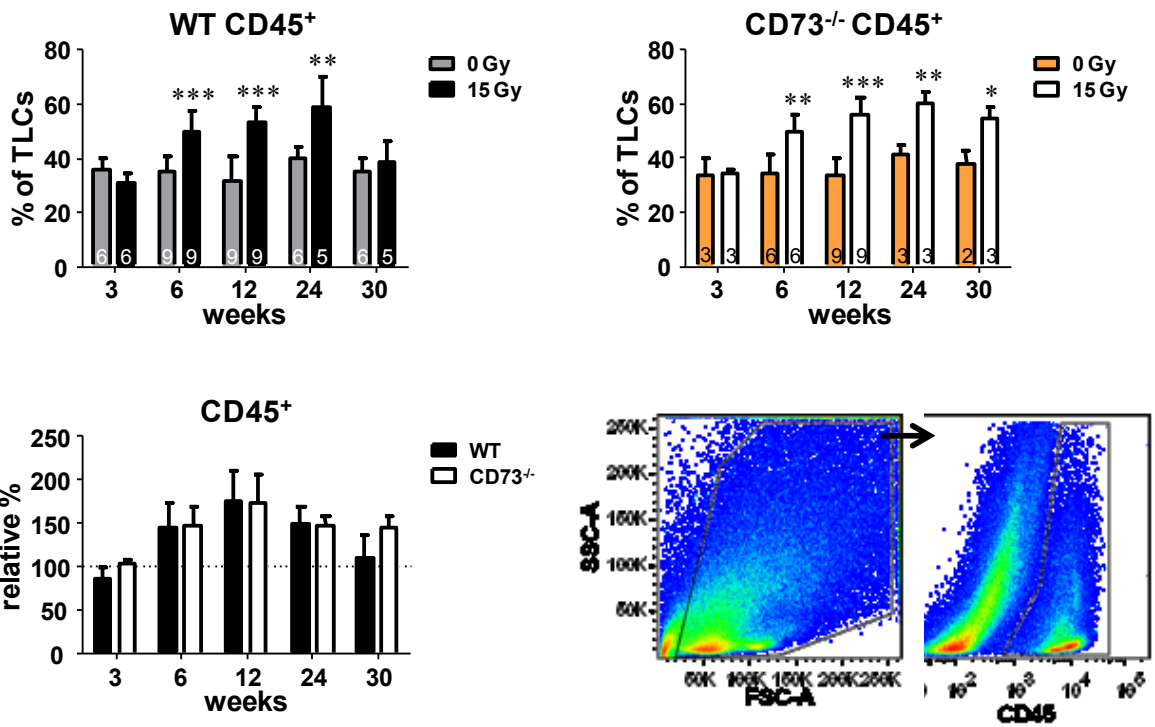 WT CD45⁺
80
60
40
20
0
% of TLCs
0 Gy
15 Gy
*** *** **
6 6 9 9 9 9 6 5 6 5
3 6 12 24 30
weeks
CD73⁻/⁻ CD45⁺
80
60
40
20
0
% of TLCs
0 Gy
15 Gy
** *** ** *
3 3 6 6 9 9 3 3 2 3
3 6 12 24 30
weeks
CD45⁺
250
200
150
100
50
0
relative %
WT
CD73⁻/⁻
3 6 12 24 30
weeks
250K
200K
150K
100K
50K
SSC-A
50K 100K 150K 200K 250K
FSC-A
10² 10³ 10⁴ 10⁵
CD45